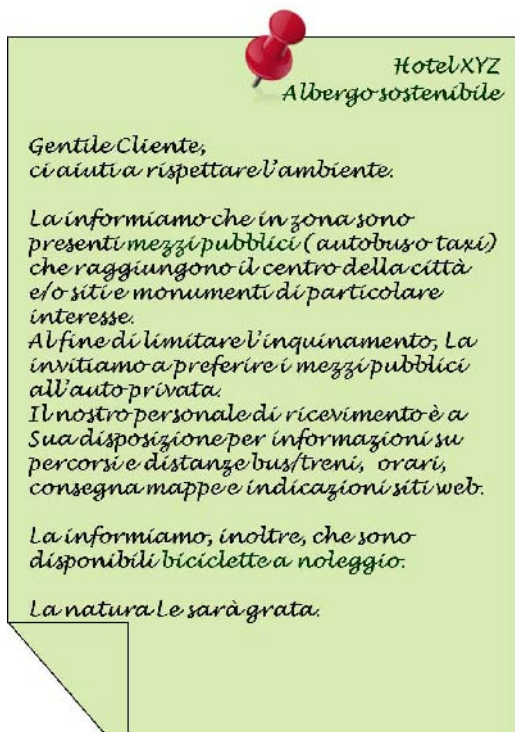 Hotel XYZ
Albergo sostenibile
Gentile Cliente,
ci aiuti a rispettare l'ambiente.
La informiamo che in zona sono
presenti mezzi pubblici (autobus o taxi)
che raggiungono il centro della città
e/o siti e monumenti di particolare
interesse.
Al fine di limitare l'inquinamento, La
invitiamo a preferire i mezzi pubblici
all'auto privata.
Il nostro personale di ricevimento è a
Sua disposizione per informazioni su
percorsi e distanze bus/treni, orari,
consegna mappe e indicazioni siti web.
La informiamo, inoltre, che sono
disponibili biciclette a noleggio.
La natura Le sarà grata.